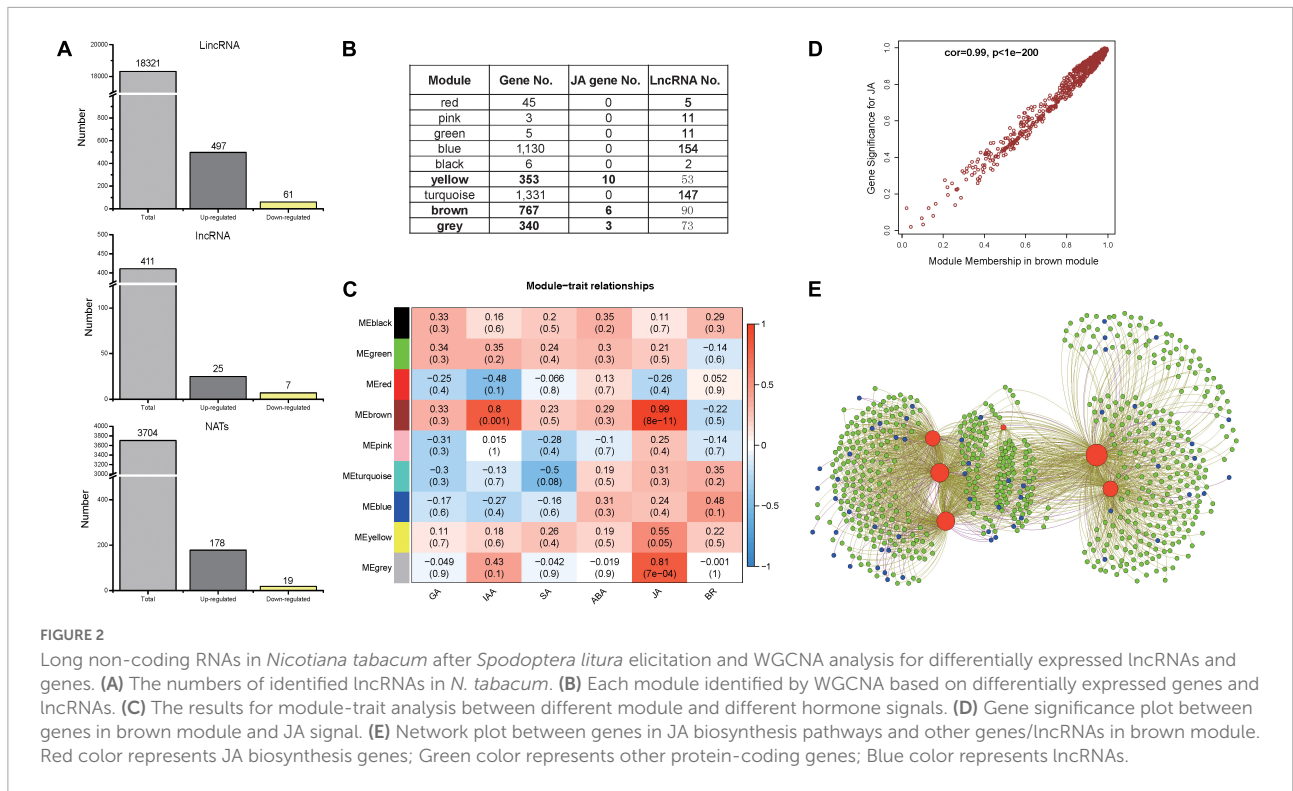 A
LincRNA
Number
20000
18000
800
600
400
200
0
18321
497
61
Total
Up-regulated
Down-regulated
lncRNA
Number
500
450
400
100
50
0
411
25
7
Total
Up-regulated
Down-regulated
NATs
Number
4000
3800
3600
3400
3200
3000
400
200
0
3704
178
19
Total
Up-regulated
Down-regulated
B
Module Gene No. JA gene No. LncRNA No.
red 45 0 5
pink 3 0 11
green 5 0 11
blue 1,130 0 154
black 6 0 2
yellow 353 10 53
turquoise 1,331 0 147
brown 767 6 90
grey 340 3 73
C
Module-trait relationships
MEblack 0.33 0.16 0.2 0.35 0.11 0.29
(0.3) (0.6) (0.5) (0.2) (0.7) (0.3)
MEgreen 0.34 0.35 0.24 0.3 0.21 −0.14
(0.3) (0.2) (0.4) (0.3) (0.5) (0.6)
MEred −0.25 −0.48 −0.066 0.13 −0.26 0.052
(0.4) (0.1) (0.8) (0.7) (0.4) (0.9)
MEbrown 0.33 0.8 0.23 0.29 0.99 −0.22
(0.3) (0.001) (0.5) (0.3) (8e−11) (0.5)
MEpink −0.31 0.015 −0.28 −0.1 0.25 −0.14
(0.3) (1) (0.4) (0.7) (0.4) (0.7)
MEturquoise −0.3 −0.13 −0.5 0.19 0.31 0.35
(0.3) (0.7) (0.08) (0.5) (0.3) (0.2)
MEblue −0.17 −0.27 −0.16 0.31 0.24 0.48
(0.6) (0.4) (0.6) (0.3) (0.4) (0.1)
MEyellow 0.11 0.18 0.26 0.19 0.55 0.22
(0.7) (0.6) (0.4) (0.5) (0.05) (0.5)
MEgrey −0.049 0.43 −0.042 −0.019 0.81 −0.001
(0.9) (0.1) (0.9) (0.9) (7e−04) (1)
GA IAA SA ABA JA BR
1
0.5
0
−0.5
−1
D
cor=0.99, p<1e−200
Gene Significance for JA
1.0
0.8
0.6
0.4
0.2
0.0
0.0 0.2 0.4 0.6 0.8 1.0
Module Membership in brown module
E
FIGURE 2
Long non-coding RNAs in Nicotiana tabacum after Spodoptera litura elicitation and WGCNA analysis for differentially expressed lncRNAs and
genes. (A) The numbers of identified lncRNAs in N. tabacum. (B) Each module identified by WGCNA based on differentially expressed genes and
lncRNAs. (C) The results for module-trait analysis between different module and different hormone signals. (D) Gene significance plot between
genes in brown module and JA signal. (E) Network plot between genes in JA biosynthesis pathways and other genes/lncRNAs in brown module.
Red color represents JA biosynthesis genes; Green color represents other protein-coding genes; Blue color represents lncRNAs.